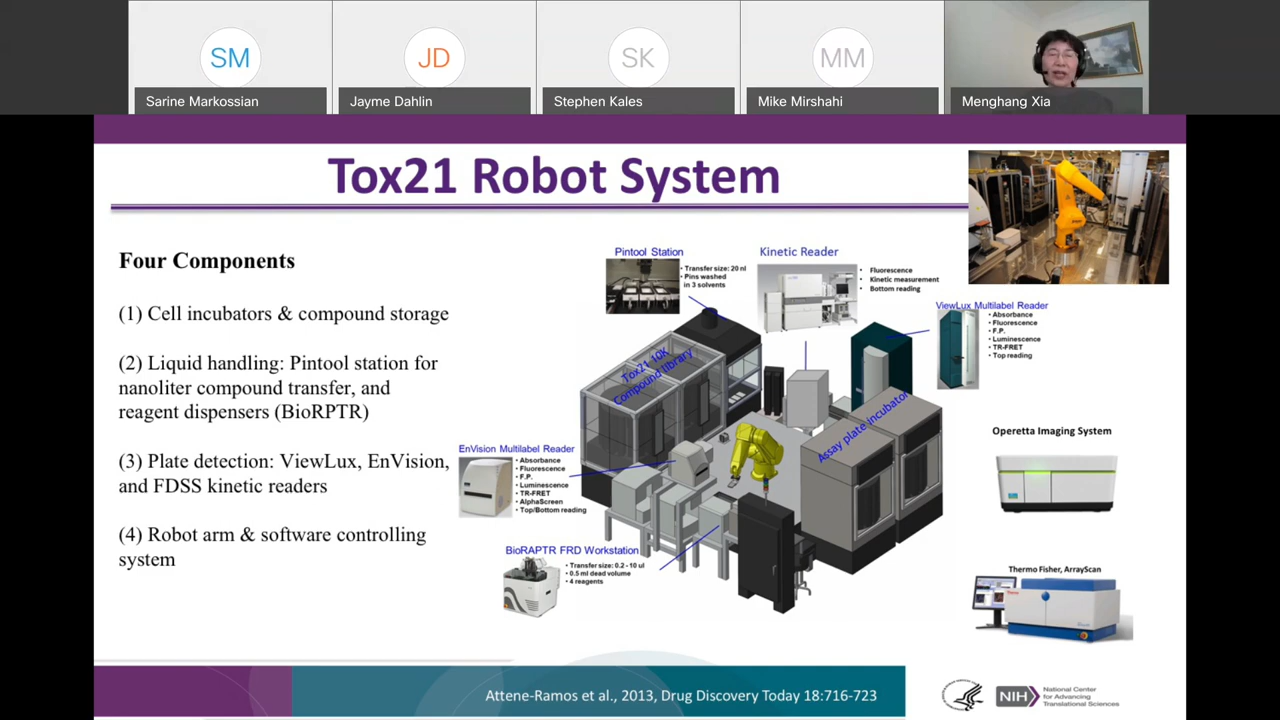 SM
JD
SK
MM
Sarine Markossian
Jayme Dahlin
Stephen Kales
Mike Mirshahi
Menghang Xia
Tox21 Robot System
Four Components
(1) Cell incubators & compound storage
(2) Liquid handling: Pintool station for
nanoliter compound transfer, and
reagent dispensers (BioRPTR)
(3) Plate detection: ViewLux, EnVision,
and FDSS kinetic readers
(4) Robot arm & software controlling
system
Pintool Station
• Transfer size: 20 nl
• Pins washed
in 3 solvents
Kinetic Reader
• Fluorescence
• Kinetic measurement
• Bottom reading
ViewLux Multilabel Reader
• Absorbance
• Fluorescence
• F.P.
• Luminescence
• TR-FRET
• Top reading
Tox21 10K
Compound library
Assay plate incubator
EnVision Multilabel Reader
• Absorbance
• Fluorescence
• F.P.
• Luminescence
• TR-FRET
• AlphaScreen
• Top/Bottom reading
BioRAPTR FRD Workstation
• Transfer size: 0.2 - 10 ul
• 0.5 ml dead volume
• 4 reagents
Operetta Imaging System
Thermo Fisher, ArrayScan
Attene-Ramos et al., 2013, Drug Discovery Today 18:716-723
NIH
National Center
for Advancing
Translational Sciences